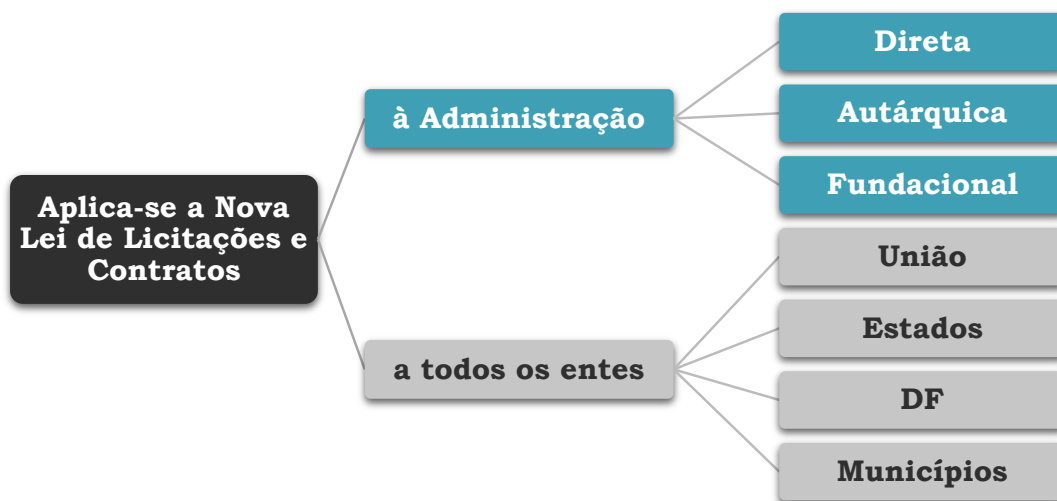 Aplica-se a Nova
Lei de Licitações e
Contratos
à Administração
Direta
Autárquica
Fundacional
a todos os entes
União
Estados
DF
Municípios